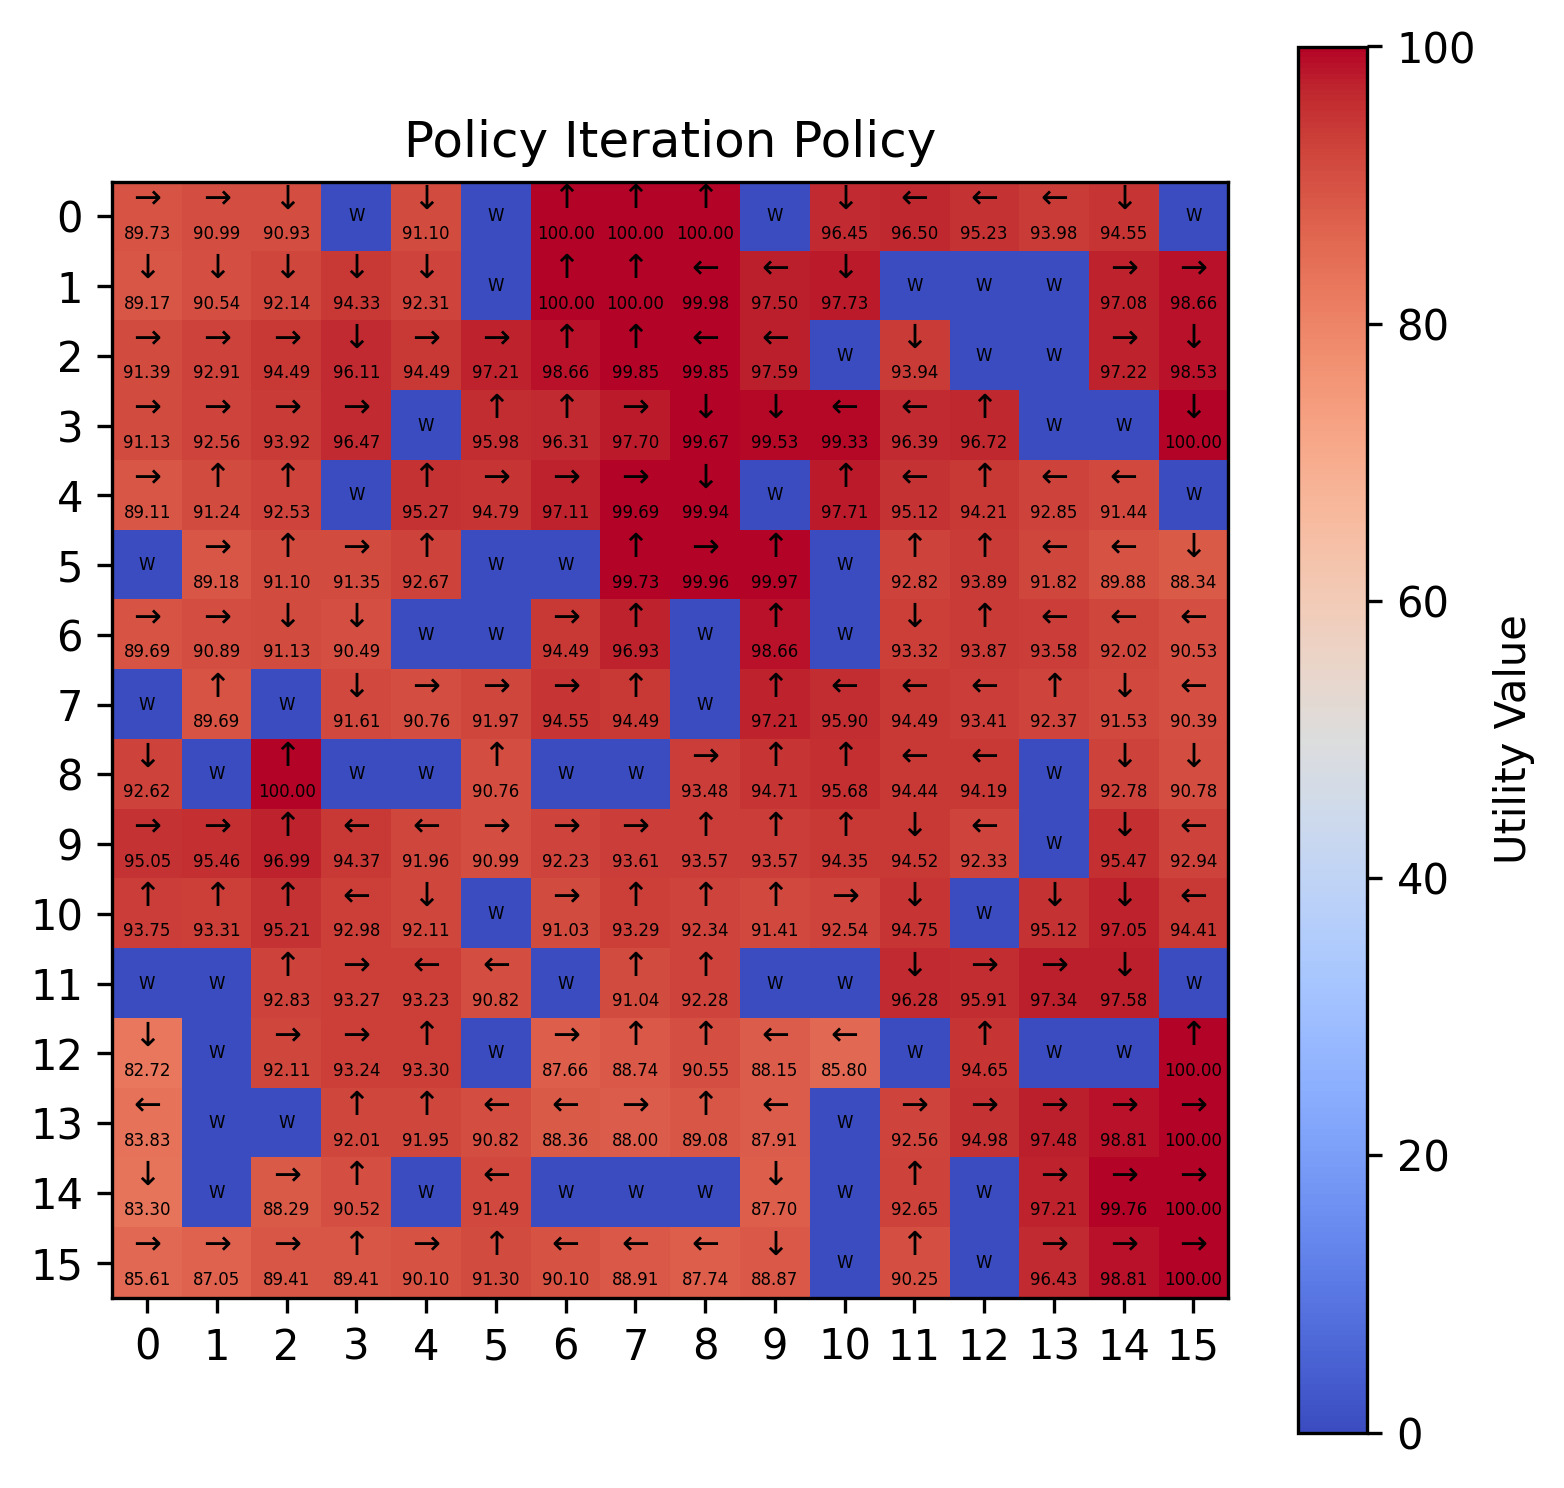 Policy Iteration Policy
0 → → ↓ W ↓ W ↑ ↑ ↑ W ↓ ← ← ← ↓ W
89.73 90.99 90.93 91.10 100.00 100.00 100.00 96.45 96.50 95.23 93.98 94.55
1 ↓ ↓ ↓ ↓ ↓ W ↑ ↑ ← ← ↓ W W W → →
89.17 90.54 92.14 94.33 92.31 100.00 100.00 99.98 97.50 97.73 97.08 98.66
2 → → → ↓ → → ↑ ↑ ← ← W ↓ W W → ↓
91.39 92.91 94.49 96.11 94.49 97.21 98.66 99.85 99.85 97.59 93.94 97.22 98.53
3 → → → → W ↑ ↑ → ↓ ↓ ← ← ↑ W W ↓
91.13 92.56 93.92 96.47 95.98 96.31 97.70 99.67 99.53 99.33 96.39 96.72 100.00
4 → ↑ ↑ W ↑ → → → ↓ W ↑ ← ↑ ← ← W
89.11 91.24 92.53 95.27 94.79 97.11 99.69 99.94 97.71 95.12 94.21 92.85 91.44
5 W → ↑ → ↑ W W ↑ → ↑ W ↑ ↑ ← ← ↓
89.18 91.10 91.35 92.67 99.73 99.96 99.97 92.82 93.89 91.82 89.88 88.34
6 → → ↓ ↓ W W → ↑ W ↑ W ↓ ↑ ← ← ←
89.69 90.89 91.13 90.49 94.49 96.93 98.66 93.32 93.87 93.58 92.02 90.53
7 W ↑ W ↓ → → → ↑ W ↑ ← ← ← ↑ ↓ ←
89.69 91.61 90.76 91.97 94.55 94.49 97.21 95.90 94.49 93.41 92.37 91.53 90.39
8 ↓ W ↑ W W ↑ W W → ↑ ↑ ← ← W ↓ ↓
92.62 100.00 90.76 93.48 94.71 95.68 94.44 94.19 92.78 90.78
9 → → ↑ ← ← → → → ↑ ↑ ↑ ↓ ← W ↓ ←
95.05 95.46 96.99 94.37 91.96 90.99 92.23 93.61 93.57 93.57 94.35 94.52 92.33 95.47 92.94
10 ↑ ↑ ↑ ← ↓ W → ↑ ↑ ↑ → ↓ W ↓ ↓ ←
93.75 93.31 95.21 92.98 92.11 91.03 93.29 92.34 91.41 92.54 94.75 95.12 97.05 94.41
11 W W ↑ → ← ← W ↑ ↑ W W ↓ → → ↓ W
92.83 93.27 93.23 90.82 91.04 92.28 96.28 95.91 97.34 97.58
12 ↓ W → → ↑ W → ↑ ↑ ← ← W ↑ W W ↑
82.72 92.11 93.24 93.30 87.66 88.74 90.55 88.15 85.80 94.65 100.00
13 ← W W ↑ ↑ ← ← → ↑ ← W → → → → →
83.83 92.01 91.95 90.82 88.36 88.00 89.08 87.91 92.56 94.98 97.48 98.81 100.00
14 ↓ W → ↑ W ← W W W ↓ W ↑ W → → →
83.30 88.29 90.52 91.49 87.70 92.65 97.21 99.76 100.00
15 → → → ↑ → ↑ ← ← ← ↓ W ↑ W → → →
85.61 87.05 89.41 89.41 90.10 91.30 90.10 88.91 87.74 88.87 90.25 96.43 98.81 100.00
0 1 2 3 4 5 6 7 8 9 10 11 12 13 14 15
100
80
60
40
20
0
Utility Value